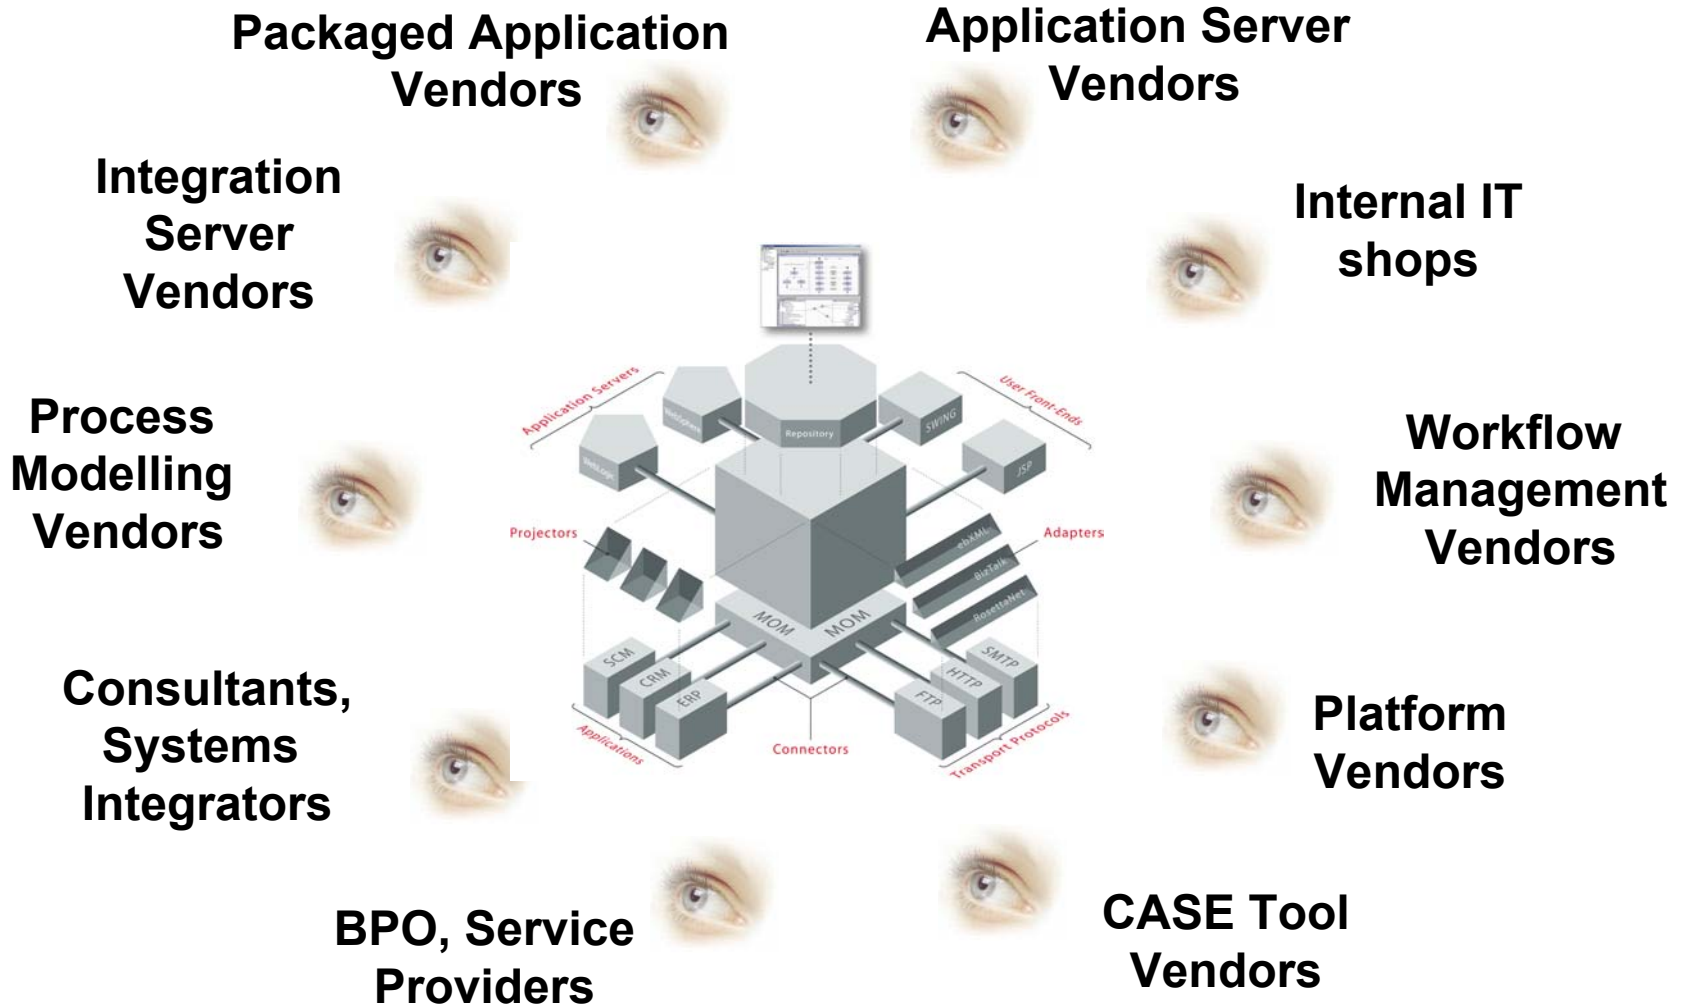 Packaged Application
Vendors
Application Server
Vendors
Integration
Server
Vendors
Internal IT
shops
Process
Modelling
Vendors
Workflow
Management
Vendors
Consultants,
Systems
Integrators
Platform
Vendors
BPO, Service
Providers
CASE Tool
Vendors
Application Servers
User Front-Ends
WebSphere
WebLogic
Repository
SWING
JSP
Projectors
Adapters
ebXML
BizTalk
RosettaNet
MOM
MOM
SCM
CRM
ERP
SMTP
HTTP
FTP
Applications
Connectors
Transport Protocols